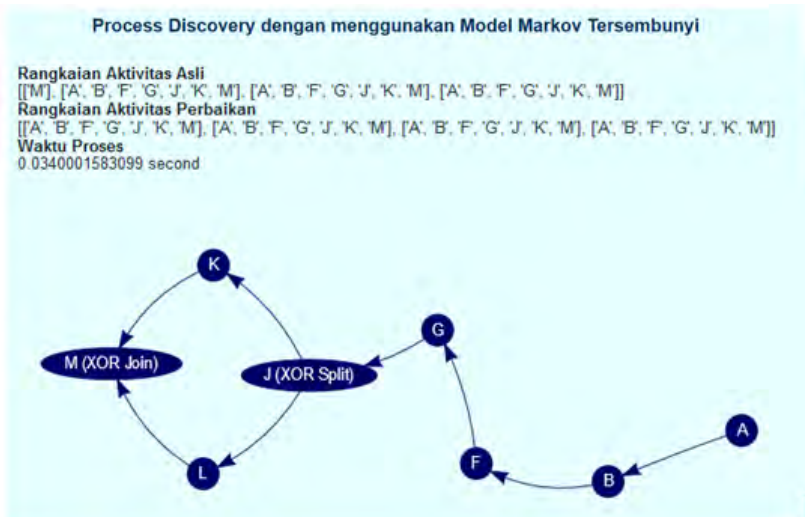 Process Discovery dengan menggunakan Model Markov Tersembunyi
Rangkaian Aktivitas Asli
[['M'], ['A', 'B', 'F', 'G', 'J', 'K', 'M'], ['A', 'B', 'F', 'G', 'J', 'K', 'M'], ['A', 'B', 'F', 'G', 'J', 'K', 'M']]
Rangkaian Aktivitas Perbaikan
[['A', 'B', 'F', 'G', 'J', 'K', 'M'], ['A', 'B', 'F', 'G', 'J', 'K', 'M'], ['A', 'B', 'F', 'G', 'J', 'K', 'M'], ['A', 'B', 'F', 'G', 'J', 'K', 'M']]
Waktu Proses
0.0340001583099 second
K
G
M (XOR Join)
J (XOR Split)
A
F
L
B